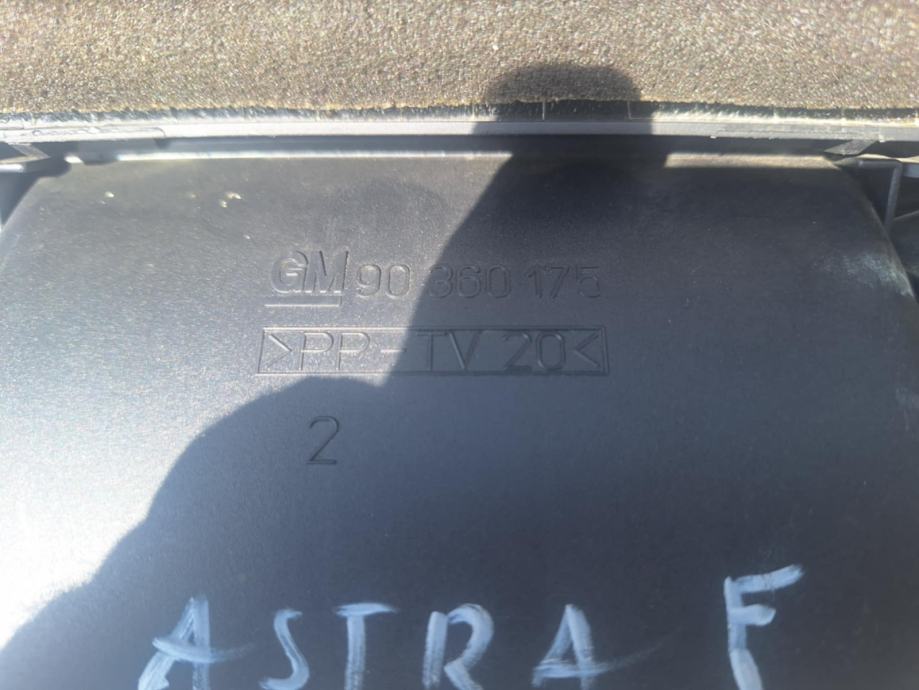 GM 90 360 175
>PP-TV 20<
2
ASTRA F